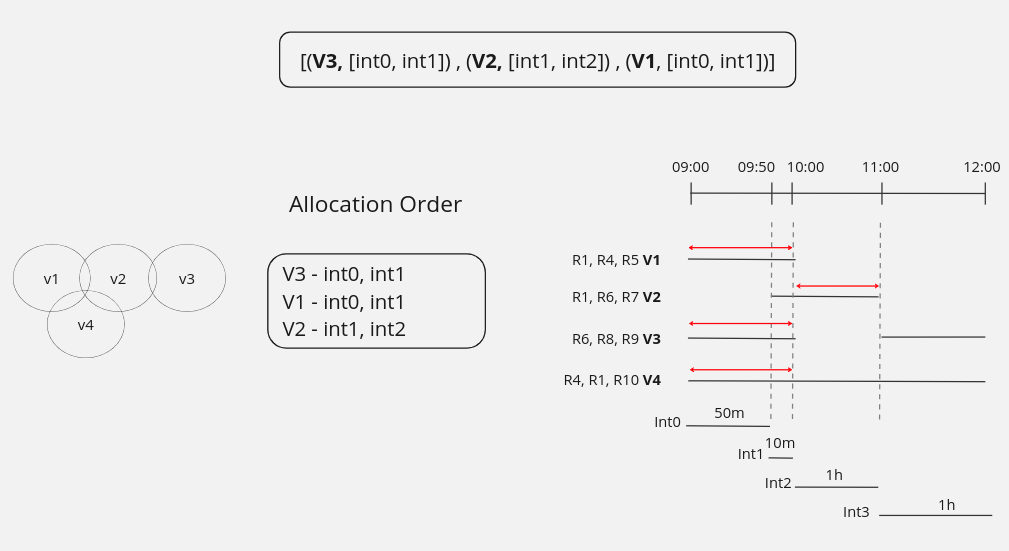 [(V3, [int0, int1]) , (V2, [int1, int2]) , (V1, [int0, int1])]
09:00 09:50 10:00 11:00 12:00
Allocation Order
V3 - int0, int1
V1 - int0, int1
V2 - int1, int2
v1 v2 v3
v4
R1, R4, R5 V1
R1, R6, R7 V2
R6, R8, R9 V3
R4, R1, R10 V4
Int0 50m
Int1 10m
Int2 1h
Int3 1h